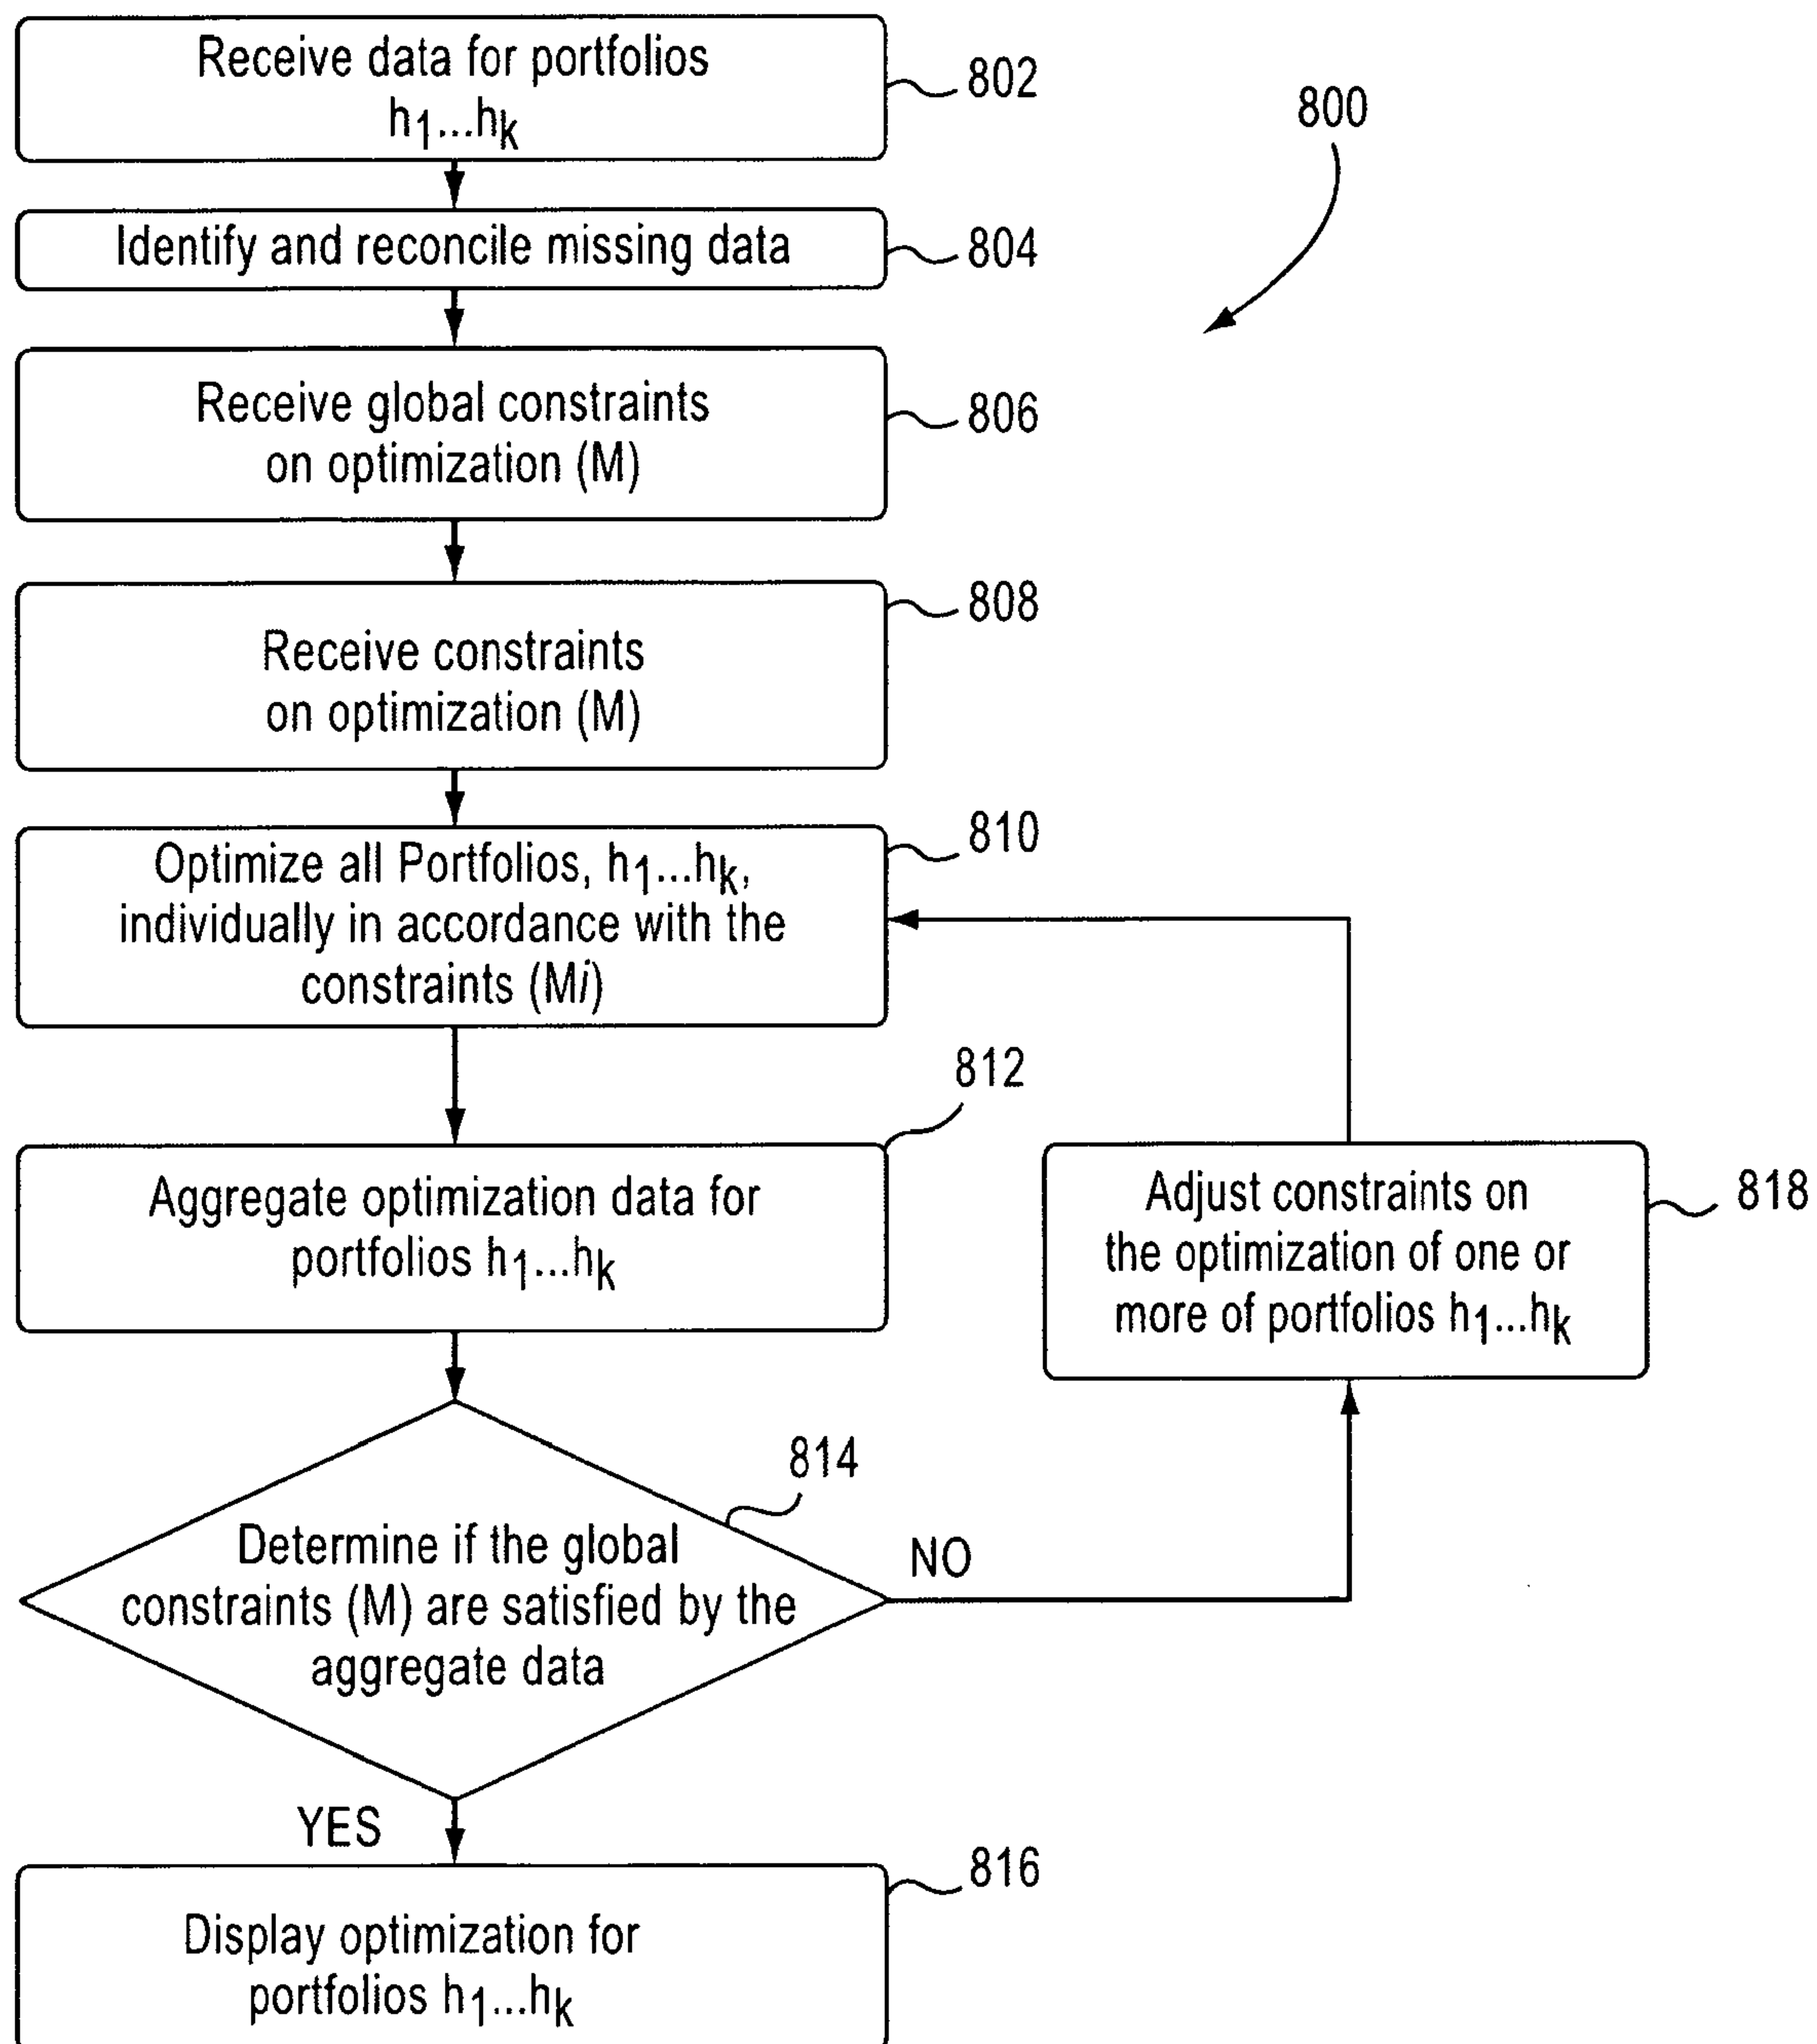 Receive data for portfolios
h1...hk
802
800
Identify and reconcile missing data
804
Receive global constraints
on optimization (M)
806
Receive constraints
on optimization (M)
808
Optimize all Portfolios, h1...hk,
individually in accordance with the
constraints (Mi)
810
Aggregate optimization data for
portfolios h1...hk
812
Adjust constraints on
the optimization of one or
more of portfolios h1...hk
818
Determine if the global
constraints (M) are satisfied by the
aggregate data
814
NO
YES
Display optimization for
portfolios h1...hk
816